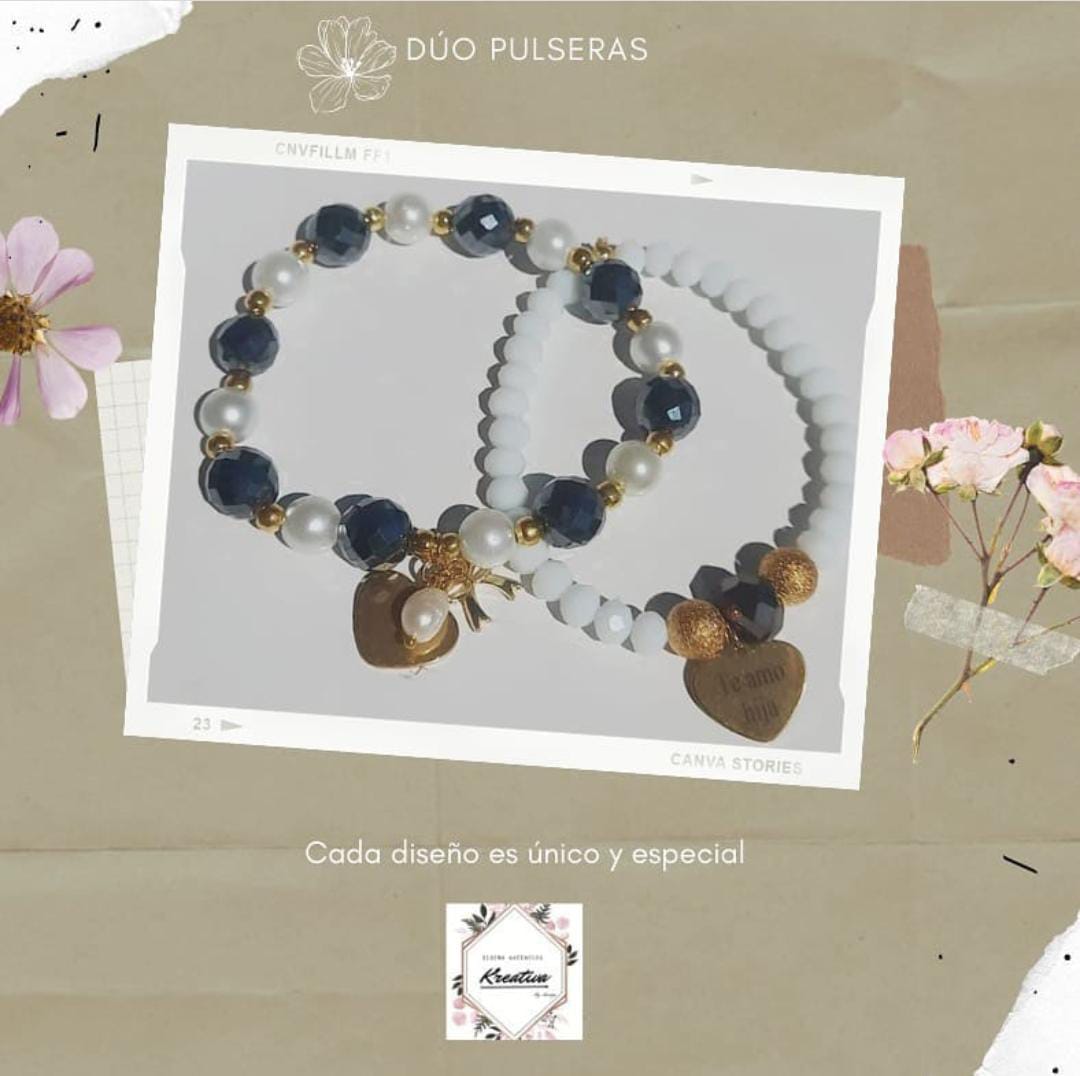 DÚO PULSERAS
CNVFILLM FF1
Te amo
hija
23
CANVA STORIES
Cada diseño es único y especial
Kreativa